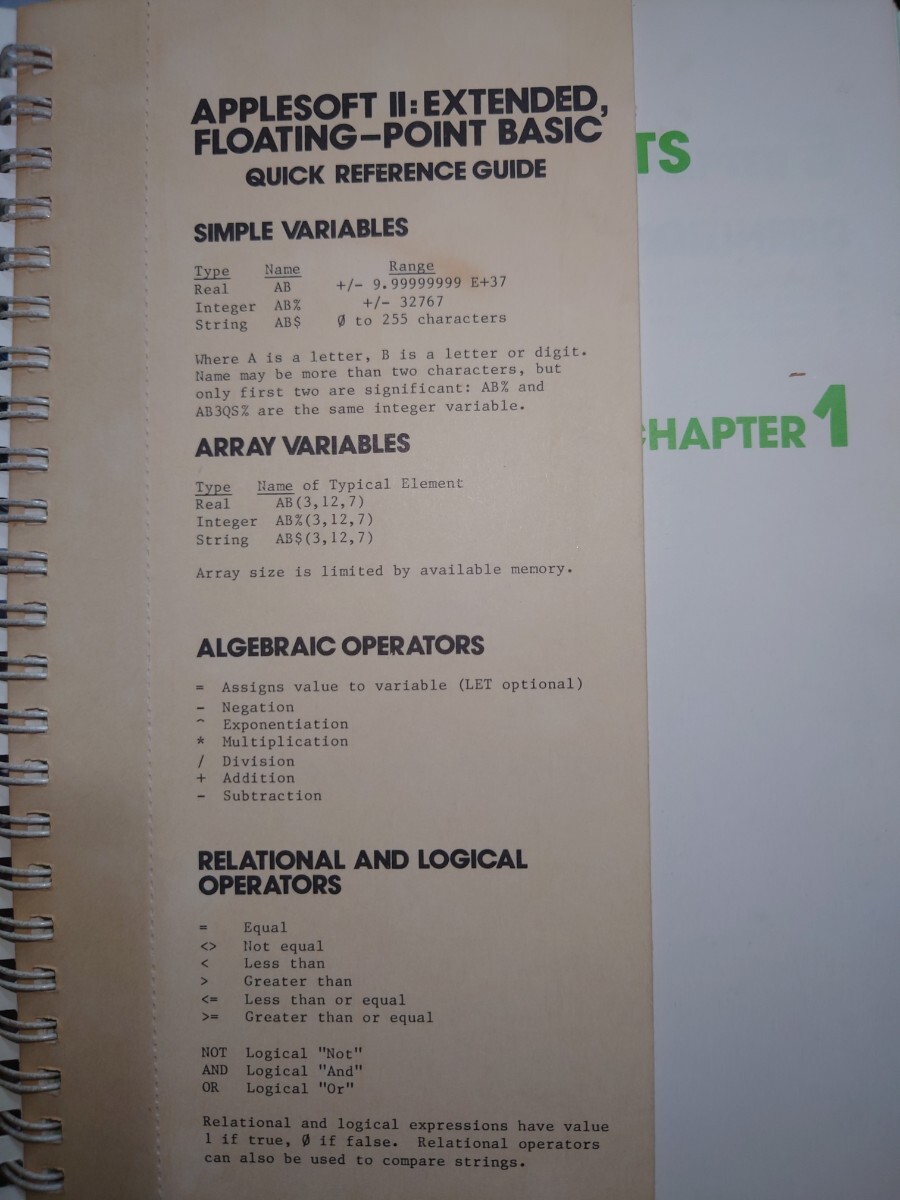 APPLESOFT II: EXTENDED,
FLOATING-POINT BASIC
QUICK REFERENCE GUIDE
SIMPLE VARIABLES
Type Name Range
Real AB +/- 9.99999999 E+37
Integer AB% +/- 32767
String AB$ Ø to 255 characters
Where A is a letter, B is a letter or digit.
Name may be more than two characters, but
only first two are significant: AB% and
AB3QS% are the same integer variable.
ARRAY VARIABLES
Type Name of Typical Element
Real AB(3,12,7)
Integer AB%(3,12,7)
String AB$(3,12,7)
Array size is limited by available memory.
ALGEBRAIC OPERATORS
= Assigns value to variable (LET optional)
- Negation
^ Exponentiation
* Multiplication
/ Division
+ Addition
- Subtraction
RELATIONAL AND LOGICAL
OPERATORS
= Equal
<> Not equal
< Less than
> Greater than
<= Less than or equal
>= Greater than or equal
NOT Logical "Not"
AND Logical "And"
OR Logical "Or"
Relational and logical expressions have value
1 if true, Ø if false. Relational operators
can also be used to compare strings.
TS
HAPTER 1